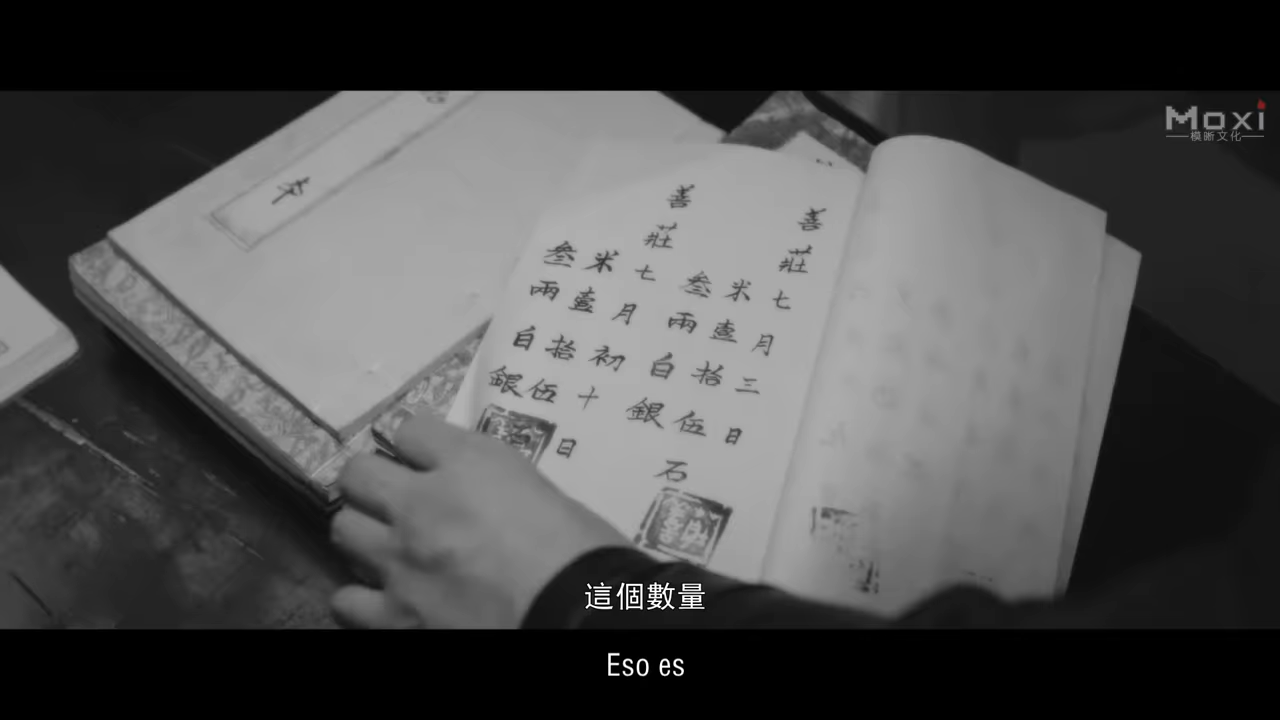 Moxi
模晰文化
善莊七月三日
米壹拾伍石
叁兩白銀
善莊七月初十日
米壹拾伍
叁兩白銀
這個數量
Eso es